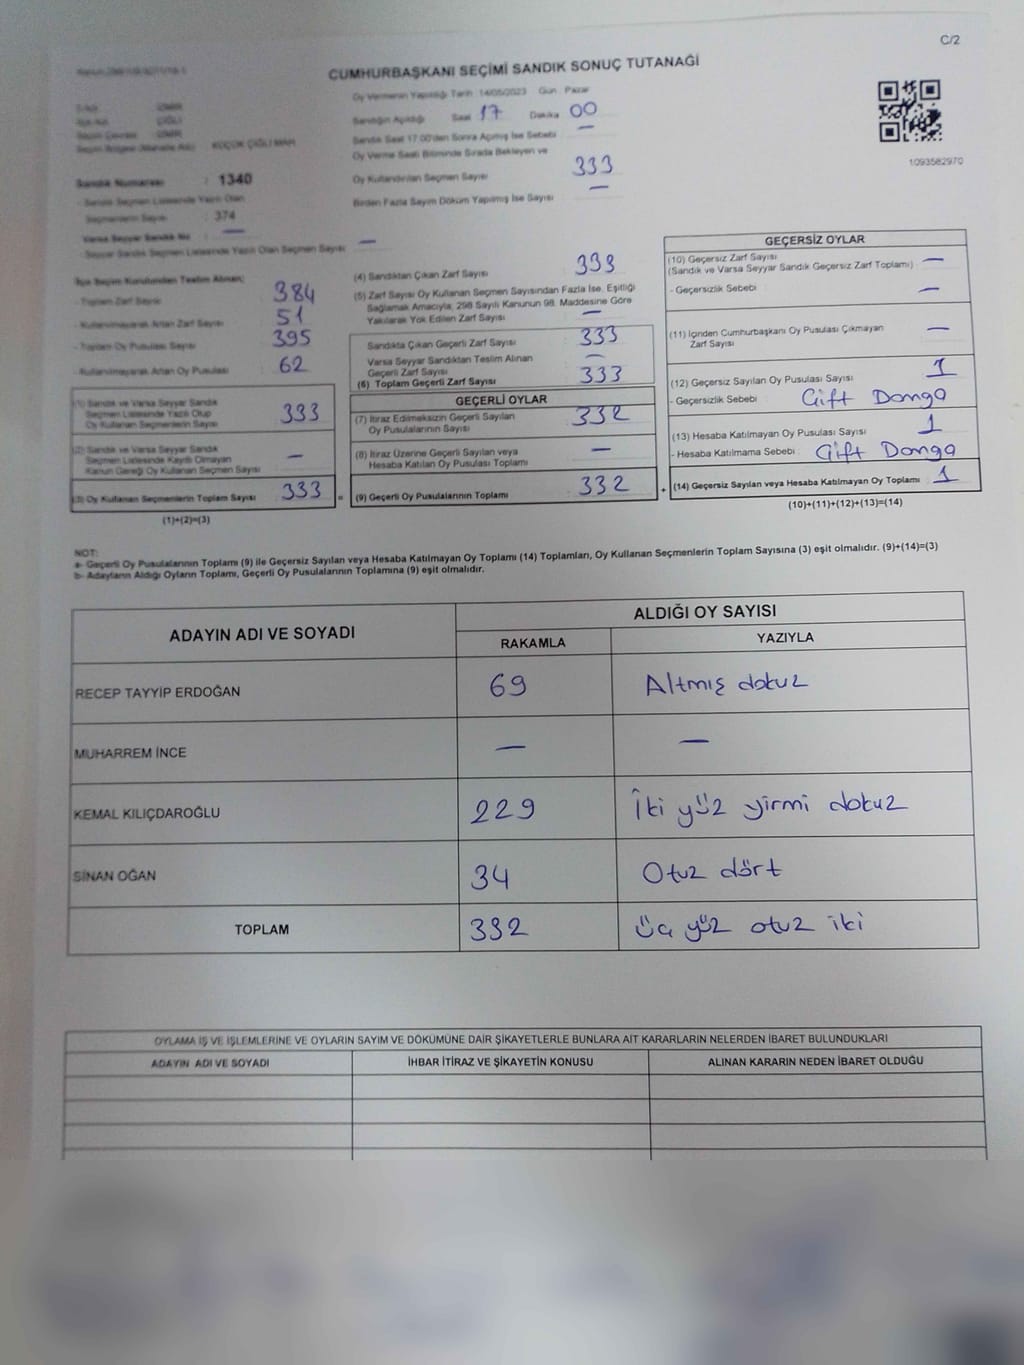 C/2
CUMHURBAŞKANI SEÇİMİ SANDIK SONUÇ TUTANAĞI
Oy Vermenin Yapıldığı Tarih : 14/05/2023 Gün : Pazar
İZMİR
ÇİĞLİ
İZMİR
KÜÇÜK ÇİĞLİ MAH
Sandığın Açıldığı Saat 17 Dakika 00
Sandık Saat 17.00'den Sonra Açılmış İse Sebebi —
Oy Verme Saati Bitiminde Sırada Bekleyen ve
Oy Kullandırılan Seçmen Sayısı 333
Birden Fazla Sayım Döküm Yapılmış İse Sayısı —
1093582970
Sandık Numarası : 1340
- Sandık Seçmen Listesinde Yazılı Olan
Seçmenlerin Sayısı : 374
Varsa Seyyar Sandık No : —
- Seyyar Sandık Seçmen Listesinde Yazılı Olan Seçmen Sayısı : —
İlçe Seçim Kurulundan Teslim Alınan;
- Toplam Zarf Sayısı 384
- Kullanılmayarak Artan Zarf Sayısı 51
- Toplam Oy Pusulası Sayısı 395
- Kullanılmayarak Artan Oy Pusulası 62
(1) Sandık ve Varsa Seyyar Sandık
Seçmen Listesinde Yazılı Olup
Oy Kullanan Seçmenlerin Sayısı 333
(2) Sandık ve Varsa Seyyar Sandık
Seçmen Listesinde Kayıtlı Olmayan
Kanun Gereği Oy Kullanan Seçmen Sayısı —
(3) Oy Kullanan Seçmenlerin Toplam Sayısı 333 =
(1)+(2)=(3)
(4) Sandıktan Çıkan Zarf Sayısı 333
(5) Zarf Sayısı Oy Kullanan Seçmen Sayısından Fazla İse, Eşitliği
Sağlamak Amacıyla, 298 Sayılı Kanunun 98. Maddesine Göre
Yakılarak Yok Edilen Zarf Sayısı —
Sandıkta Çıkan Geçerli Zarf Sayısı 333
Varsa Seyyar Sandıktan Teslim Alınan
Geçerli Zarf Sayısı —
(6) Toplam Geçerli Zarf Sayısı 333
GEÇERLİ OYLAR
(7) İtiraz Edilmeksizin Geçerli Sayılan
Oy Pusulalarının Sayısı 332
(8) İtiraz Üzerine Geçerli Sayılan veya
Hesaba Katılan Oy Pusulası Toplamı —
(9) Geçerli Oy Pusulalarının Toplamı 332 +
GEÇERSİZ OYLAR
(10) Geçersiz Zarf Sayısı
(Sandık ve Varsa Seyyar Sandık Geçersiz Zarf Toplamı) —
- Geçersizlik Sebebi : —
(11) İçinden Cumhurbaşkanı Oy Pusulası Çıkmayan
Zarf Sayısı —
(12) Geçersiz Sayılan Oy Pusulası Sayısı 1
- Geçersizlik Sebebi : Çift Damga
(13) Hesaba Katılmayan Oy Pusulası Sayısı 1
- Hesaba Katılmama Sebebi : Çift Damga
(14) Geçersiz Sayılan veya Hesaba Katılmayan Oy Toplamı 1
(10)+(11)+(12)+(13)=(14)
NOT:
a- Geçerli Oy Pusulalarının Toplamı (9) ile Geçersiz Sayılan veya Hesaba Katılmayan Oy Toplamı (14) Toplamları, Oy Kullanan Seçmenlerin Toplam Sayısına (3) eşit olmalıdır. (9)+(14)=(3)
b- Adayların Aldığı Oyların Toplamı, Geçerli Oy Pusulalarının Toplamına (9) eşit olmalıdır.
ADAYIN ADI VE SOYADI
ALDIĞI OY SAYISI
RAKAMLA YAZIYLA
RECEP TAYYİP ERDOĞAN 69 Altmış dokuz
MUHARREM İNCE — —
KEMAL KILIÇDAROĞLU 229 İki yüz yirmi dokuz
SİNAN OĞAN 34 Otuz dört
TOPLAM 332 üç yüz otuz iki
OYLAMA İŞ VE İŞLEMLERİNE VE OYLARIN SAYIM VE DÖKÜMÜNE DAİR ŞİKAYETLERLE BUNLARA AİT KARARLARIN NELERDEN İBARET BULUNDUKLARI
ADAYIN ADI VE SOYADI İHBAR İTİRAZ VE ŞİKAYETİN KONUSU ALINAN KARARIN NEDEN İBARET OLDUĞU